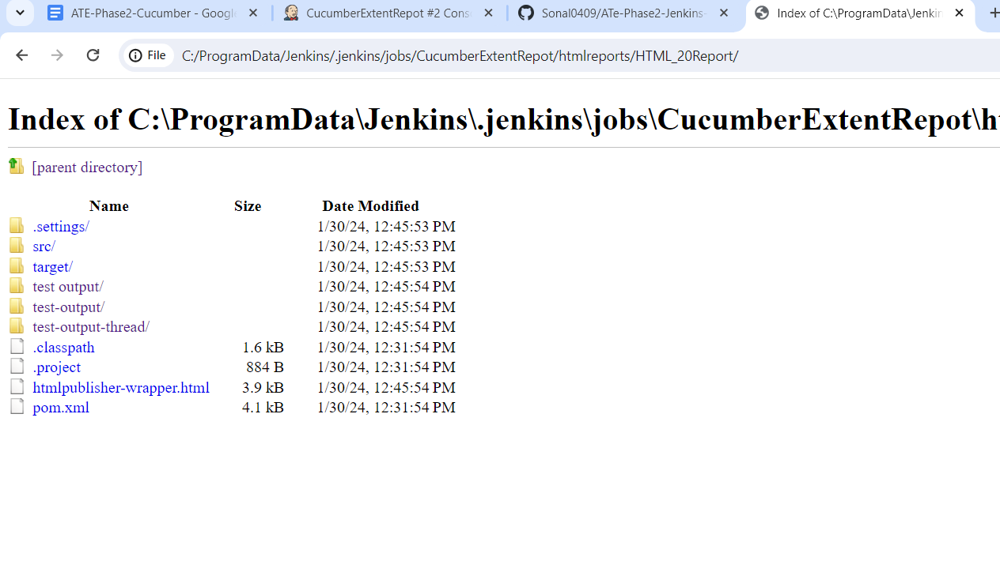 ATE-Phase2-Cucumber - Google
CucumberExtentRepot #2 Conso
Sonal0409/ATe-Phase2-Jenkins-
Index of C:\ProgramData\Jenkin
File
C:/ProgramData/Jenkins/.jenkins/jobs/CucumberExtentRepot/htmlreports/HTML_20Report/
Index of C:\ProgramData\Jenkins\.jenkins\jobs\CucumberExtentRepot\ht
[parent directory]
Name Size Date Modified
.settings/ 1/30/24, 12:45:53 PM
src/ 1/30/24, 12:45:53 PM
target/ 1/30/24, 12:45:53 PM
test output/ 1/30/24, 12:45:54 PM
test-output/ 1/30/24, 12:45:54 PM
test-output-thread/ 1/30/24, 12:45:54 PM
.classpath 1.6 kB 1/30/24, 12:31:54 PM
.project 884 B 1/30/24, 12:31:54 PM
htmlpublisher-wrapper.html 3.9 kB 1/30/24, 12:45:54 PM
pom.xml 4.1 kB 1/30/24, 12:31:54 PM